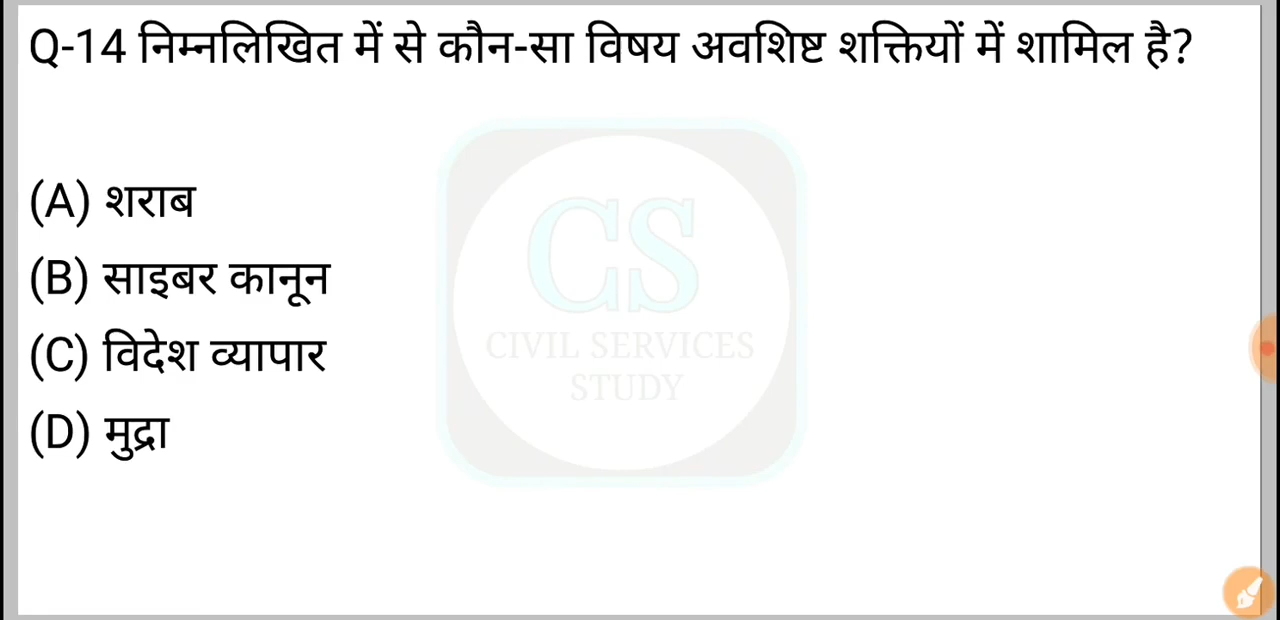 Q-14 निम्नलिखित में से कौन-सा विषय अवशिष्ट शक्तियों में शामिल है?
(A) शराब
(B) साइबर कानून
(C) विदेश व्यापार
(D) मुद्रा
CS
CIVIL SERVICES
STUDY